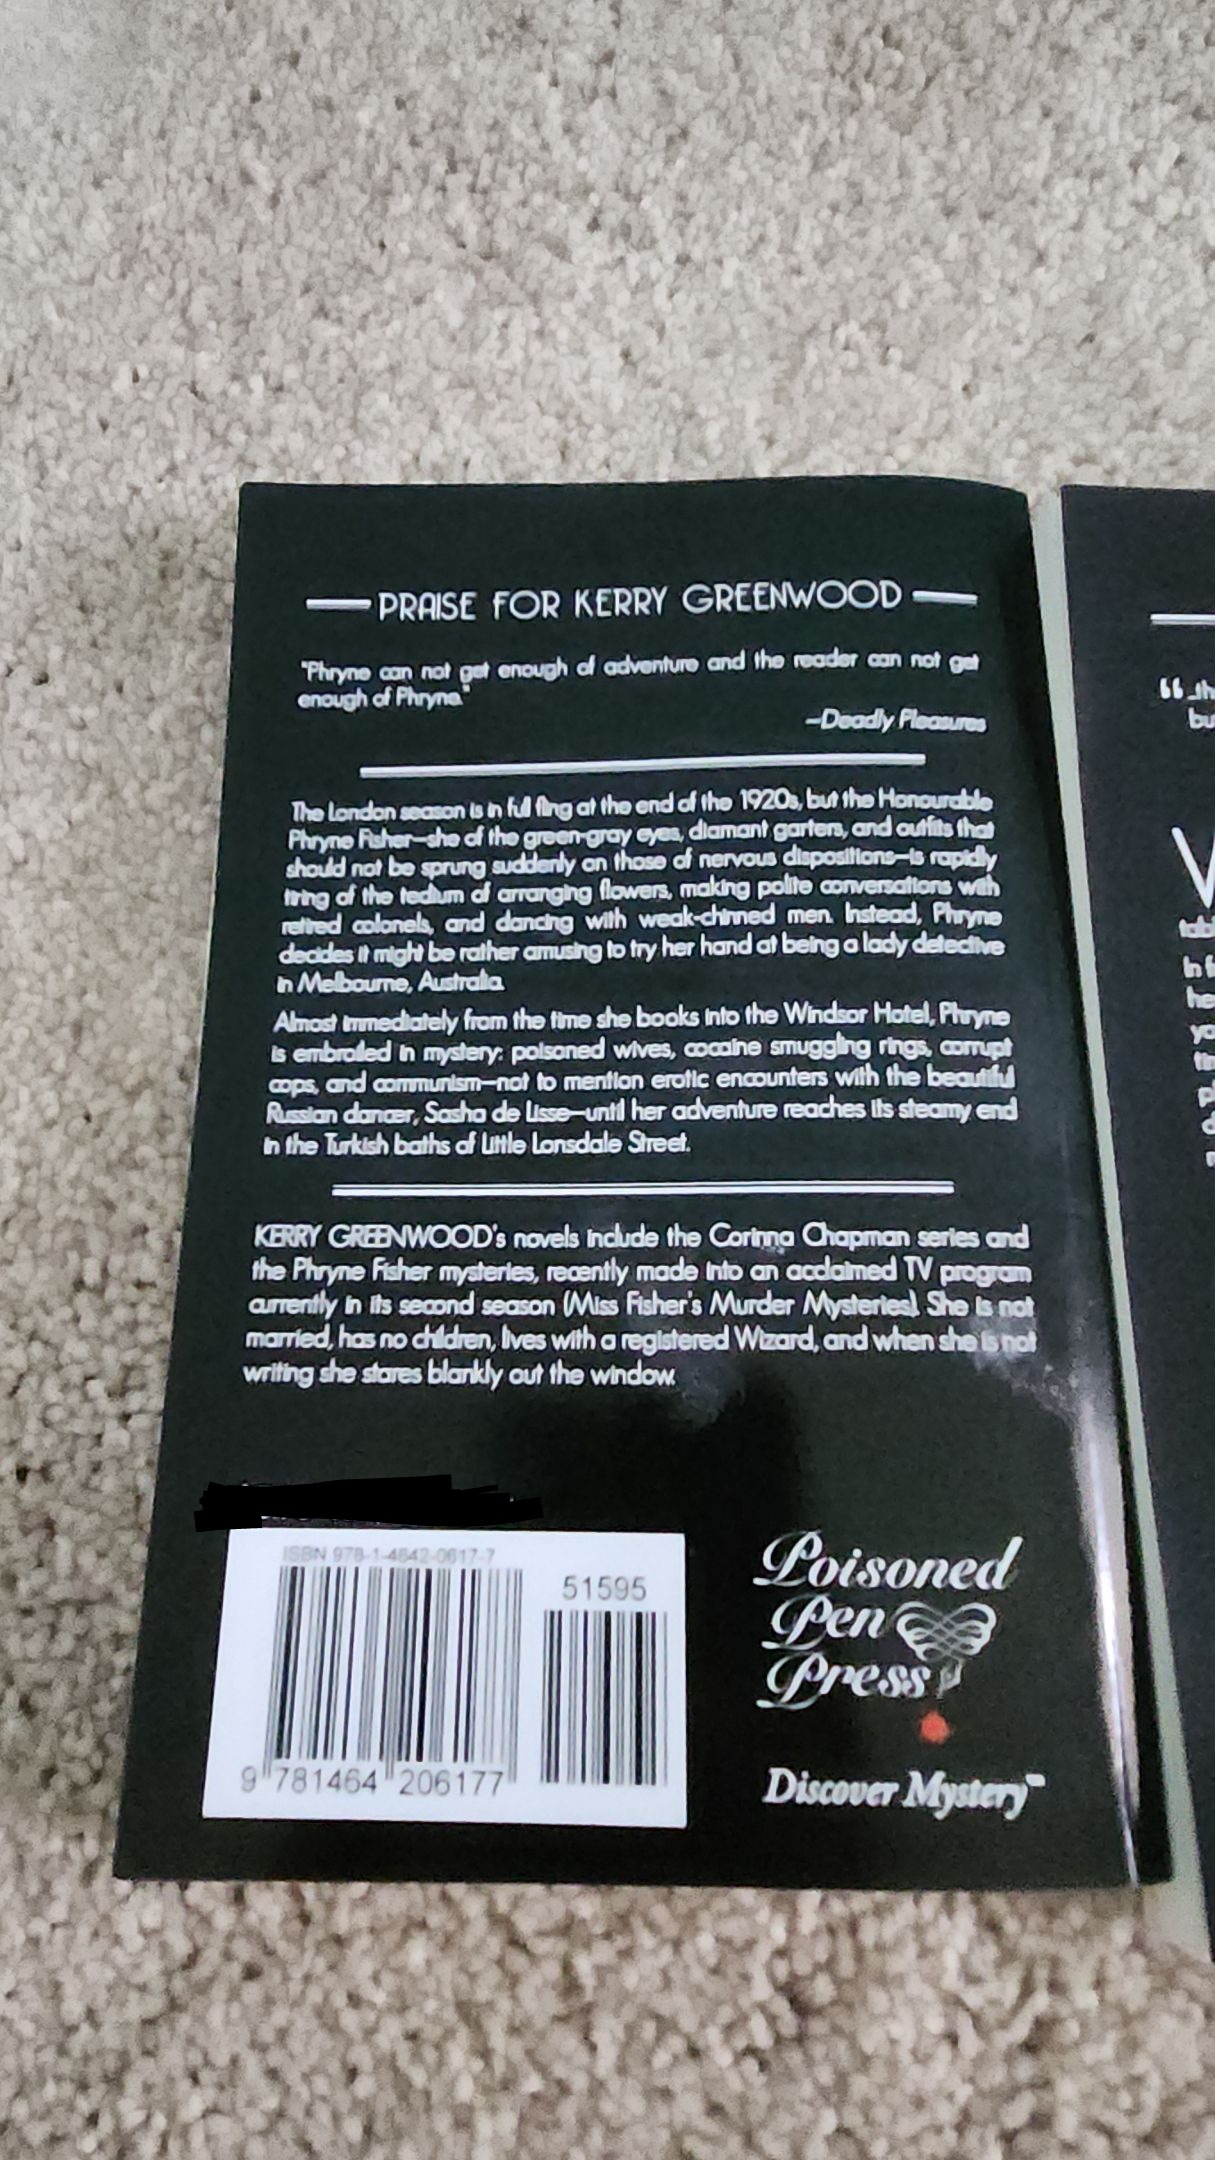 PRAISE FOR KERRY GREENWOOD
"Phryne can not get enough of adventure and the reader can not get
enough of Phryne."
—Deadly Pleasures
The London season is in full fling at the end of the 1920s, but the Honourable
Phryne Fisher—she of the green-gray eyes, diamant garters, and outfits that
should not be sprung suddenly on those of nervous dispositions—is rapidly
tiring of the tedium of arranging flowers, making polite conversations with
retired colonels, and dancing with weak-chinned men. Instead, Phryne
decides it might be rather amusing to try her hand at being a lady detective
in Melbourne, Australia.
Almost immediately from the time she books into the Windsor Hotel, Phryne
is embroiled in mystery: poisoned wives, cocaine smuggling rings, corrupt
cops, and communism—not to mention erotic encounters with the beautiful
Russian dancer, Sasha de Lisse—until her adventure reaches its steamy end
in the Turkish baths of Little Lonsdale Street.
KERRY GREENWOOD's novels include the Corinna Chapman series and
the Phryne Fisher mysteries, recently made into an acclaimed TV program
currently in its second season (Miss Fisher's Murder Mysteries). She is not
married, has no children, lives with a registered Wizard, and when she is not
writing she stares blankly out the window.
ISBN 978-1-4642-0617-7
51595
9 781464 206177
Poisoned
Pen
Press
Discover Mystery™